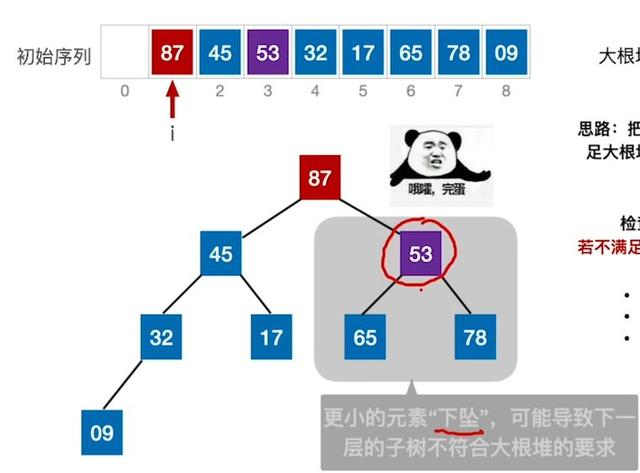 初始序列
87 45 53 32 17 65 78 09
0 2 3 4 5 6 7 8
i
大根堆
思路：把
足大根堆
检查
若不满足
哦嚯，完蛋
87
45
53
32
17
65
78
09
更小的元素“下坠”，可能导致下一
层的子树不符合大根堆的要求